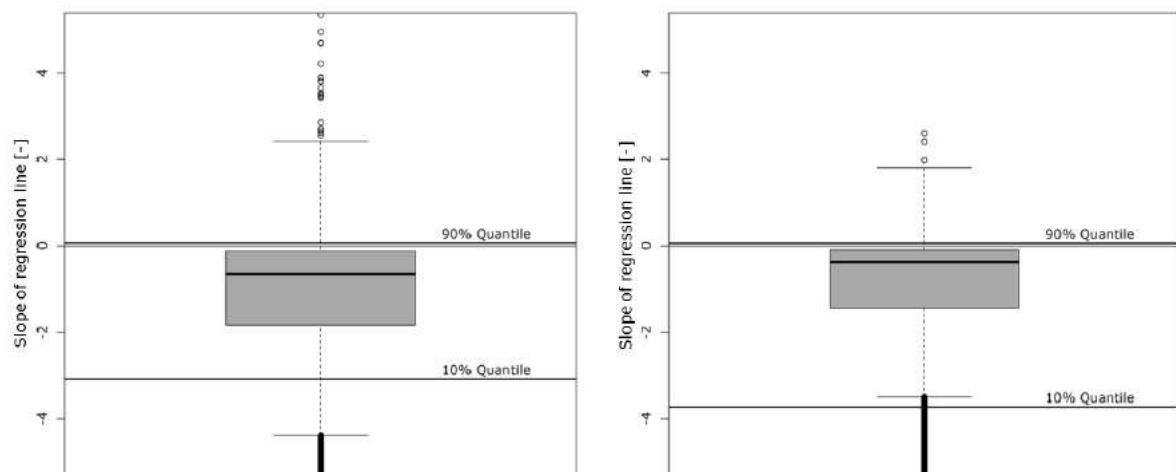 Slope of regression line [-]
4
2
0
-2
-4
90% Quantile
10% Quantile
Slope of regression line [-]
4
2
0
-2
-4
90% Quantile
10% Quantile